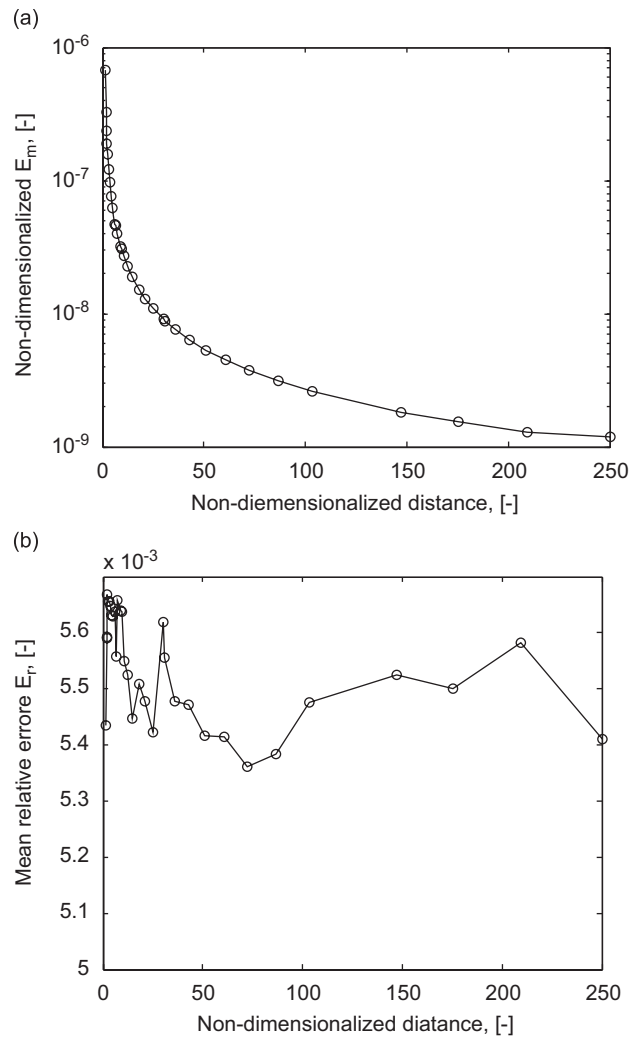 (a)
10-6
10-7
10-8
10-9
Non-dimensionalized Em, [-]
0 50 100 150 200 250
Non-diemensionalized distance, [-]
(b)
x 10-3
5.6
5.5
5.4
5.3
5.2
5.1
5
Mean relative errore Er, [-]
0 50 100 150 200 250
Non-dimensionalized diatance, [-]